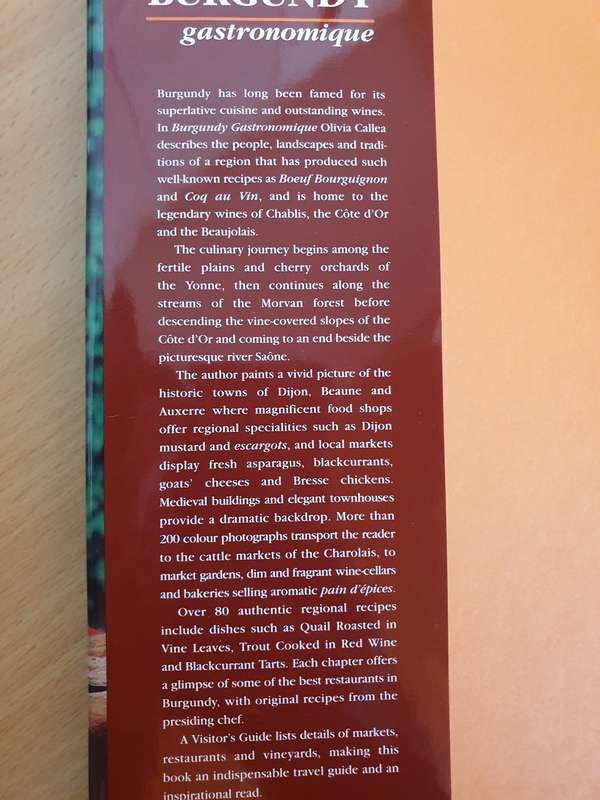 BURGUNDY
gastronomique
Burgundy has long been famed for its
superlative cuisine and outstanding wines.
In Burgundy Gastronomique Olivia Callea
describes the people, landscapes and tradi-
tions of a region that has produced such
well-known recipes as Boeuf Bourguignon
and Coq au Vin, and is home to the
legendary wines of Chablis, the Côte d'Or
and the Beaujolais.
The culinary journey begins among the
fertile plains and cherry orchards of
the Yonne, then continues along the
streams of the Morvan forest before
descending the vine-covered slopes of the
Côte d'Or and coming to an end beside the
picturesque river Saône.
The author paints a vivid picture of the
historic towns of Dijon, Beaune and
Auxerre where magnificent food shops
offer regional specialities such as Dijon
mustard and escargots, and local markets
display fresh asparagus, blackcurrants,
goats' cheeses and Bresse chickens.
Medieval buildings and elegant townhouses
provide a dramatic backdrop. More than
200 colour photographs transport the reader
to the cattle markets of the Charolais, to
market gardens, dim and fragrant wine-cellars
and bakeries selling aromatic pain d'épices.
Over 80 authentic regional recipes
include dishes such as Quail Roasted in
Vine Leaves, Trout Cooked in Red Wine
and Blackcurrant Tarts. Each chapter offers
a glimpse of some of the best restaurants in
Burgundy, with original recipes from the
presiding chef.
A Visitor's Guide lists details of markets,
restaurants and vineyards, making this
book an indispensable travel guide and an
inspirational read.